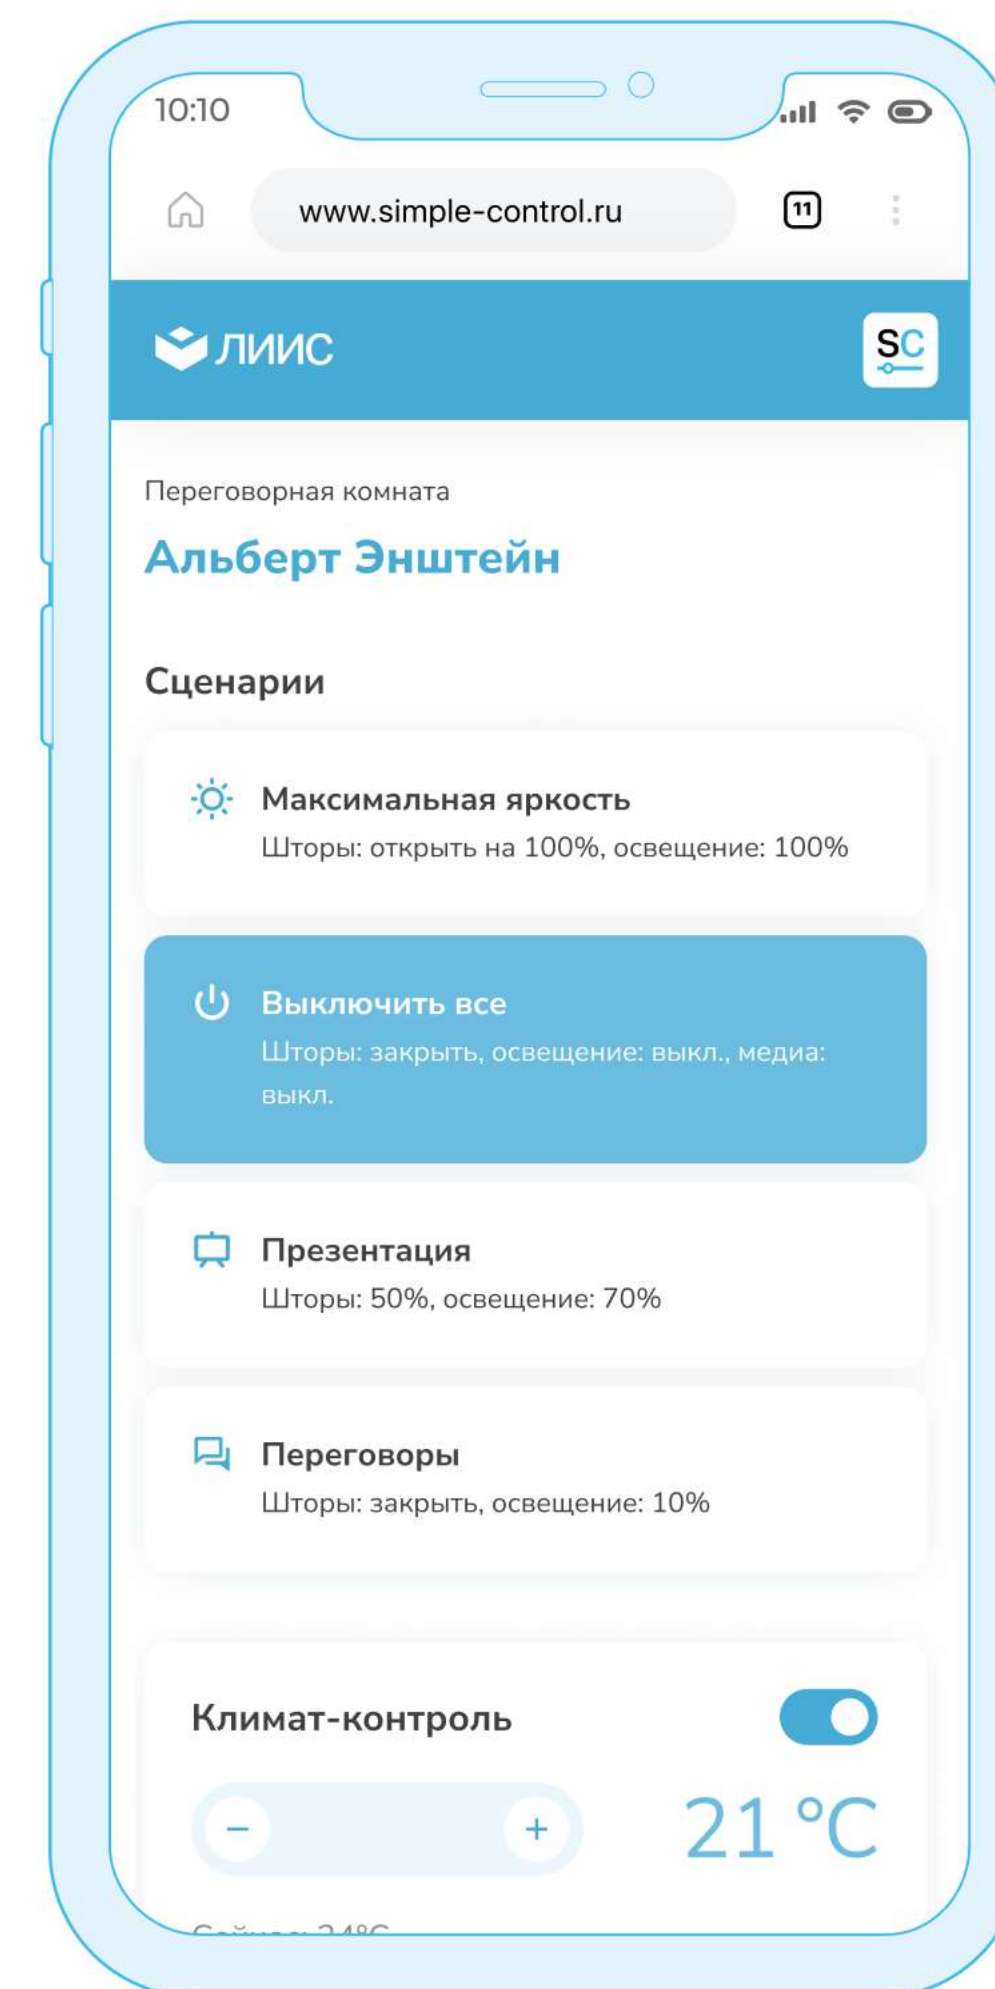 10:10
www.simple-control.ru
11
ЛИИС
SC
Переговорная комната
Альберт Энштейн
Сценарии
Максимальная яркость
Шторы: открыть на 100%, освещение: 100%
Выключить все
Шторы: закрыть, освещение: выкл., медиа:
выкл.
Презентация
Шторы: 50%, освещение: 70%
Переговоры
Шторы: закрыть, освещение: 10%
Климат-контроль
− +
21 °C